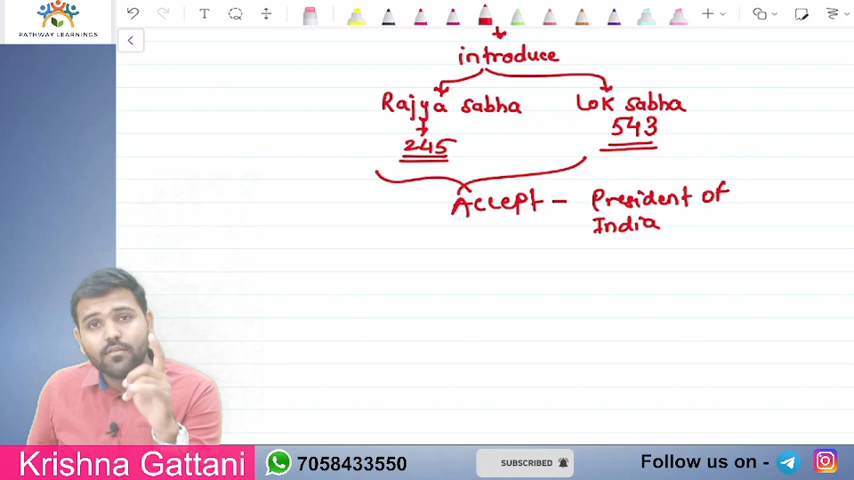 PATHWAY LEARNINGS
introduce
Rajya sabha
Lok sabha
245
543
Accept - President of
India
Krishna Gattani
7058433550
SUBSCRIBED
Follow us on -